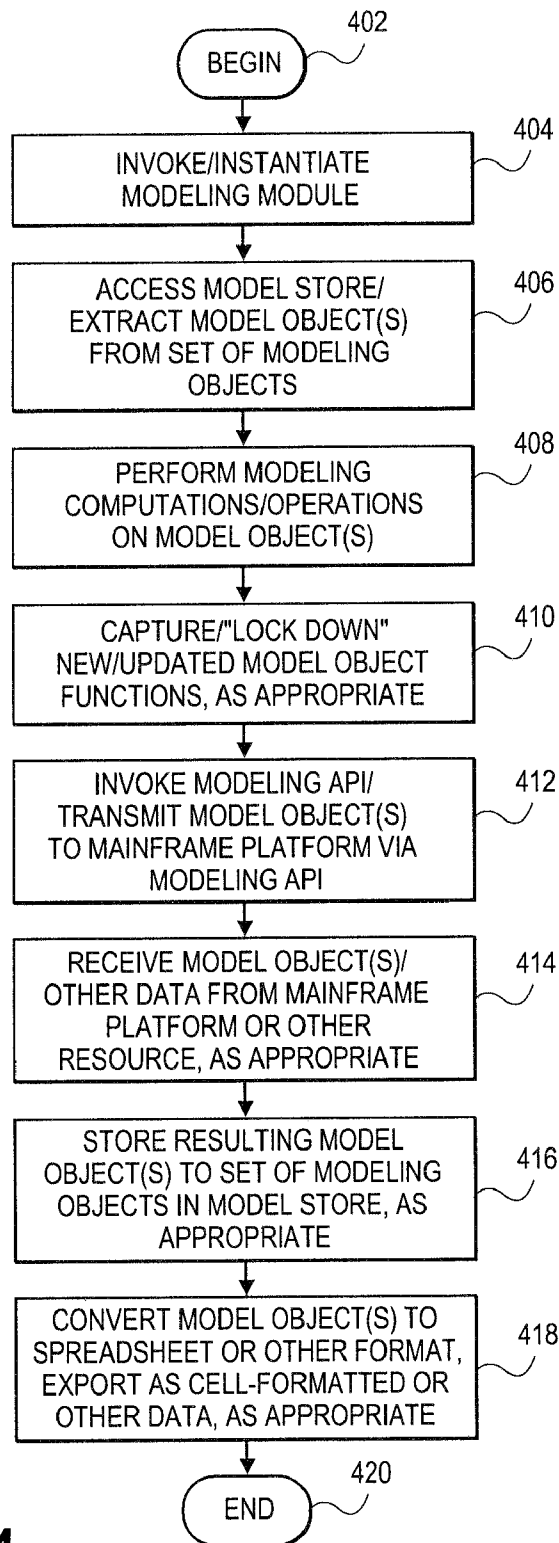 402
BEGIN
404
INVOKE/INSTANTIATE
MODELING MODULE
406
ACCESS MODEL STORE/
EXTRACT MODEL OBJECT(S)
FROM SET OF MODELING
OBJECTS
408
PERFORM MODELING
COMPUTATIONS/OPERATIONS
ON MODEL OBJECT(S)
410
CAPTURE/"LOCK DOWN"
NEW/UPDATED MODEL OBJECT
FUNCTIONS, AS APPROPRIATE
412
INVOKE MODELING API/
TRANSMIT MODEL OBJECT(S)
TO MAINFRAME PLATFORM VIA
MODELING API
414
RECEIVE MODEL OBJECT(S)/
OTHER DATA FROM MAINFRAME
PLATFORM OR OTHER
RESOURCE, AS APPROPRIATE
416
STORE RESULTING MODEL
OBJECT(S) TO SET OF MODELING
OBJECTS IN MODEL STORE, AS
APPROPRIATE
418
CONVERT MODEL OBJECT(S) TO
SPREADSHEET OR OTHER FORMAT,
EXPORT AS CELL-FORMATTED OR
OTHER DATA, AS APPROPRIATE
420
END